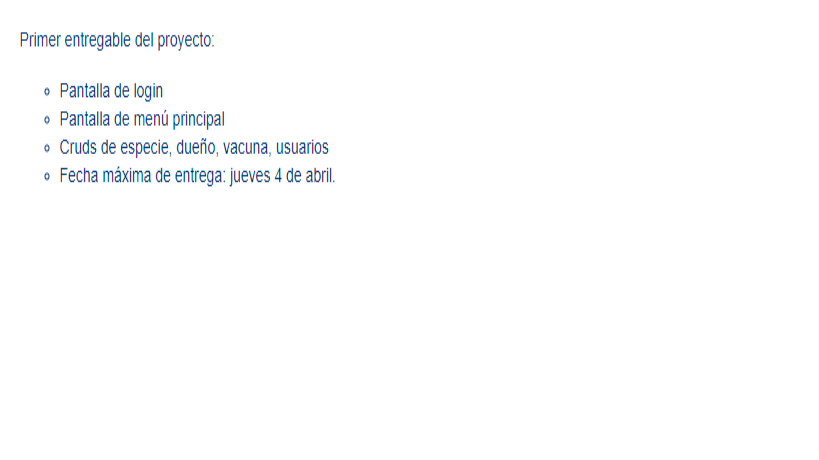 Primer entregable del proyecto:
Pantalla de login
Pantalla de menú principal
Cruds de especie, dueño, vacuna, usuarios
Fecha máxima de entrega: jueves 4 de abril.